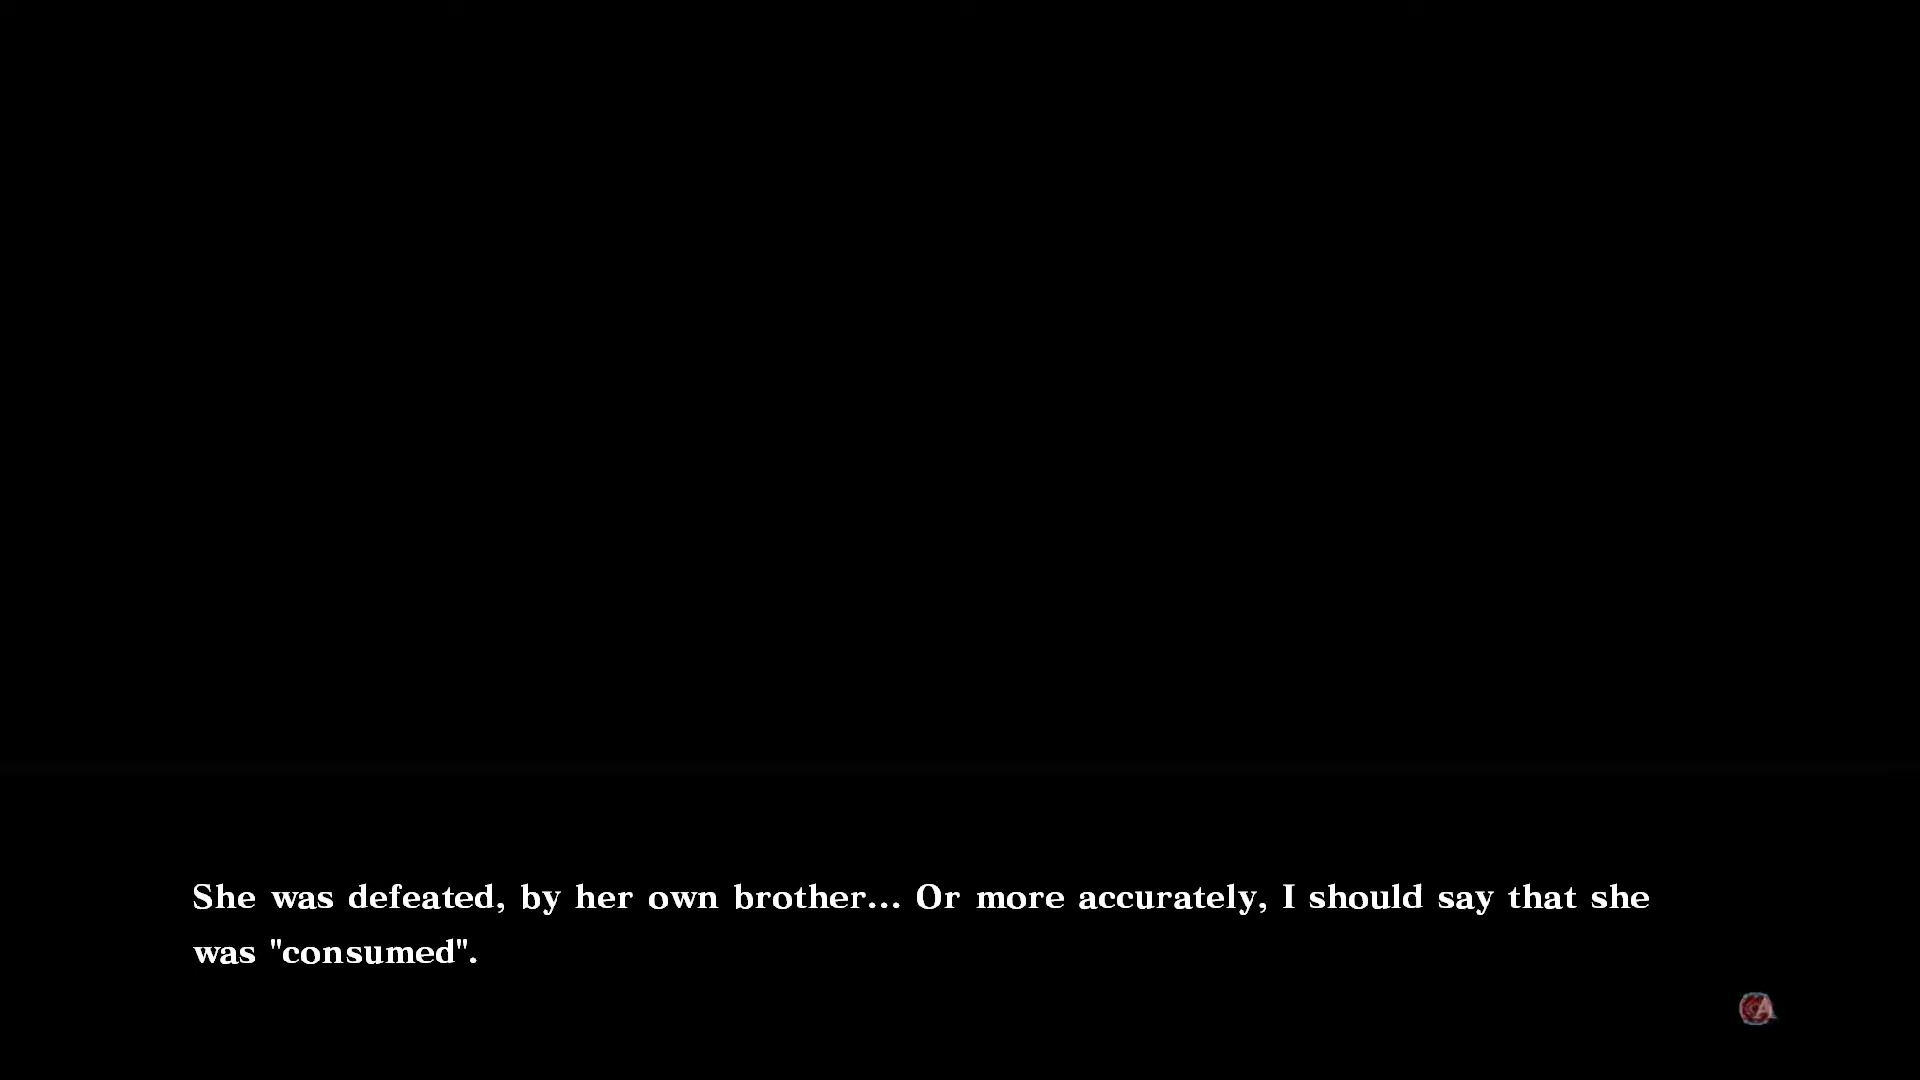 She was defeated, by her own brother... Or more accurately, I should say that she
was "consumed".